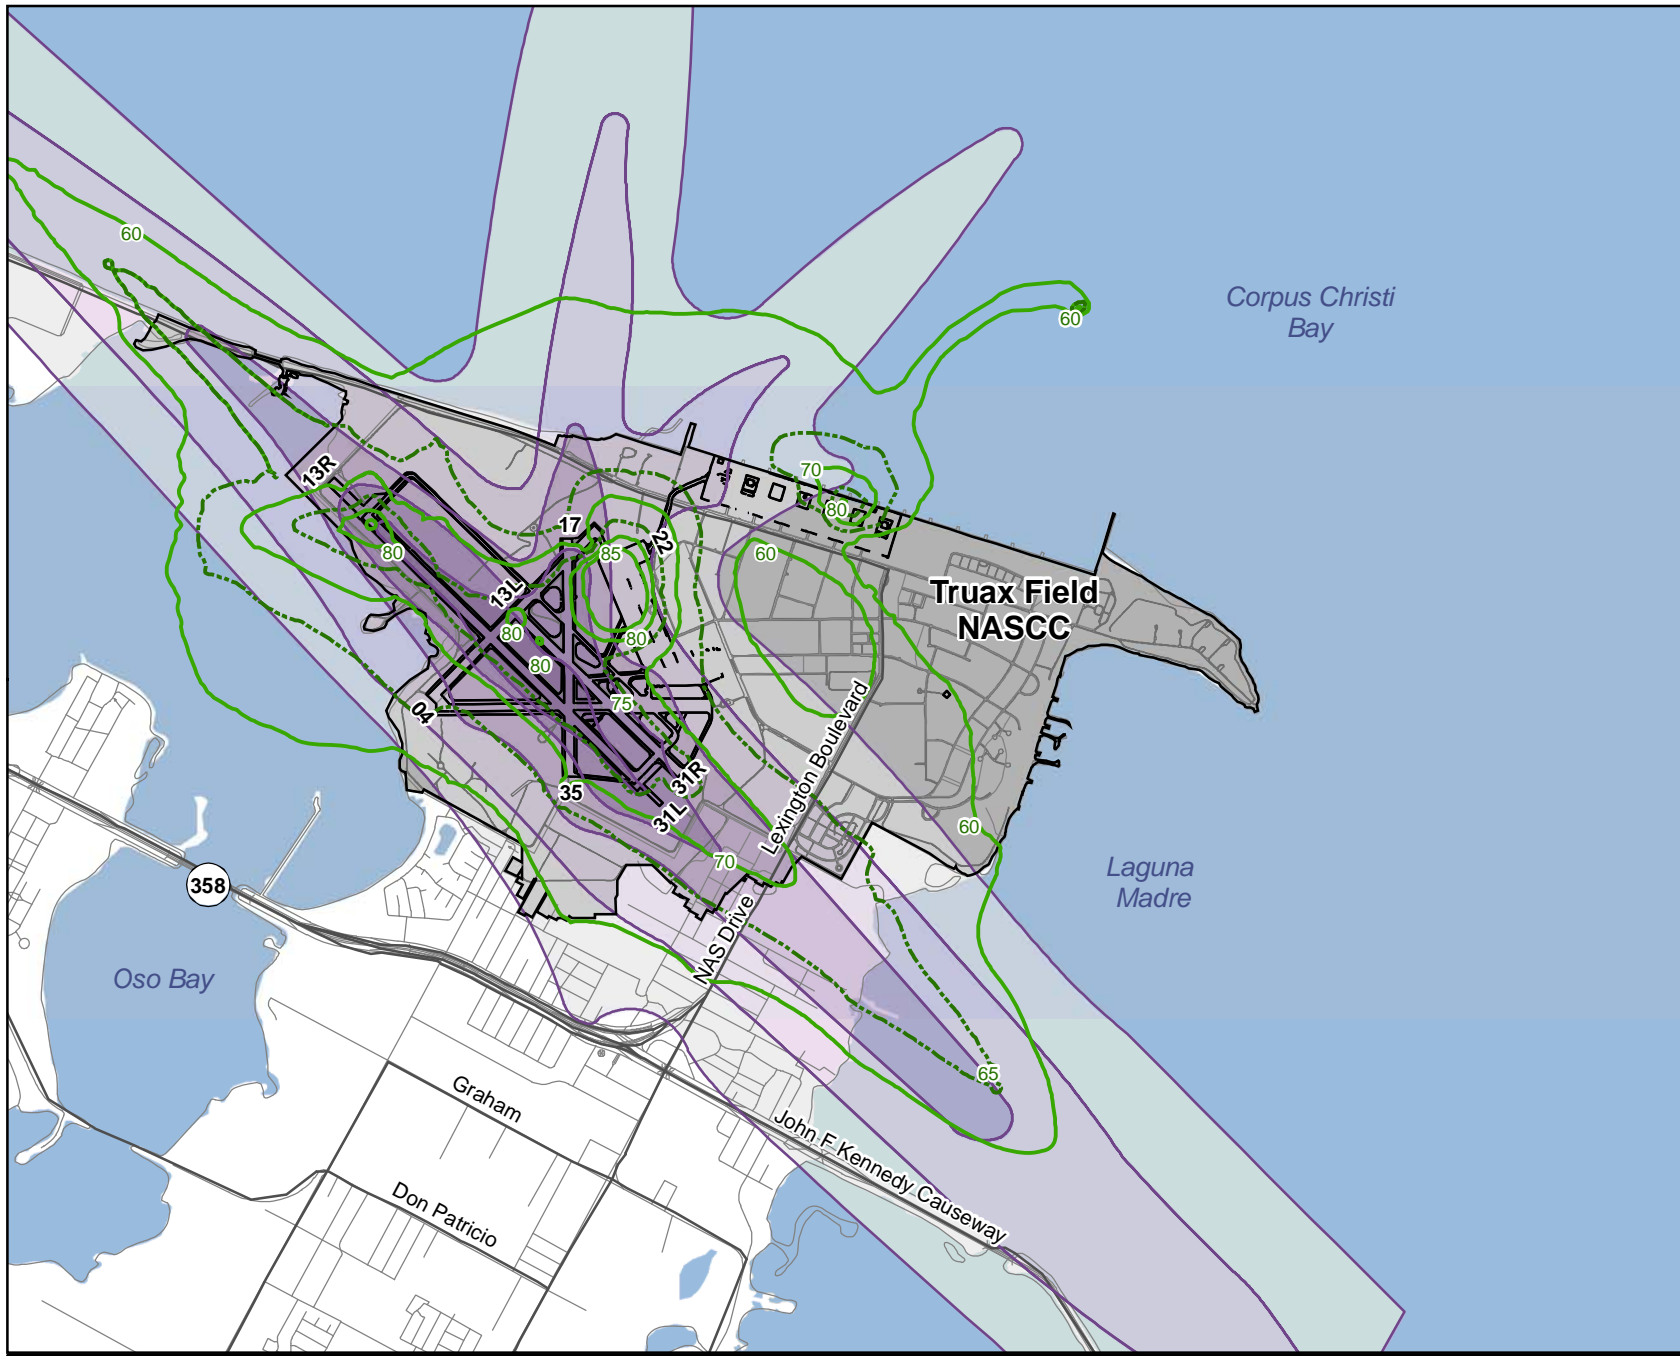 60
Corpus Christi
Bay
60
13R
70
80
17
22
85
80
60
13L
Truax Field
NASCC
80
80
80
75
04
Lexington Boulevard
31R
35
31L
60
70
Laguna
Madre
358
NAS Drive
Oso Bay
65
Graham
John F Kennedy Causeway
Don Patricio